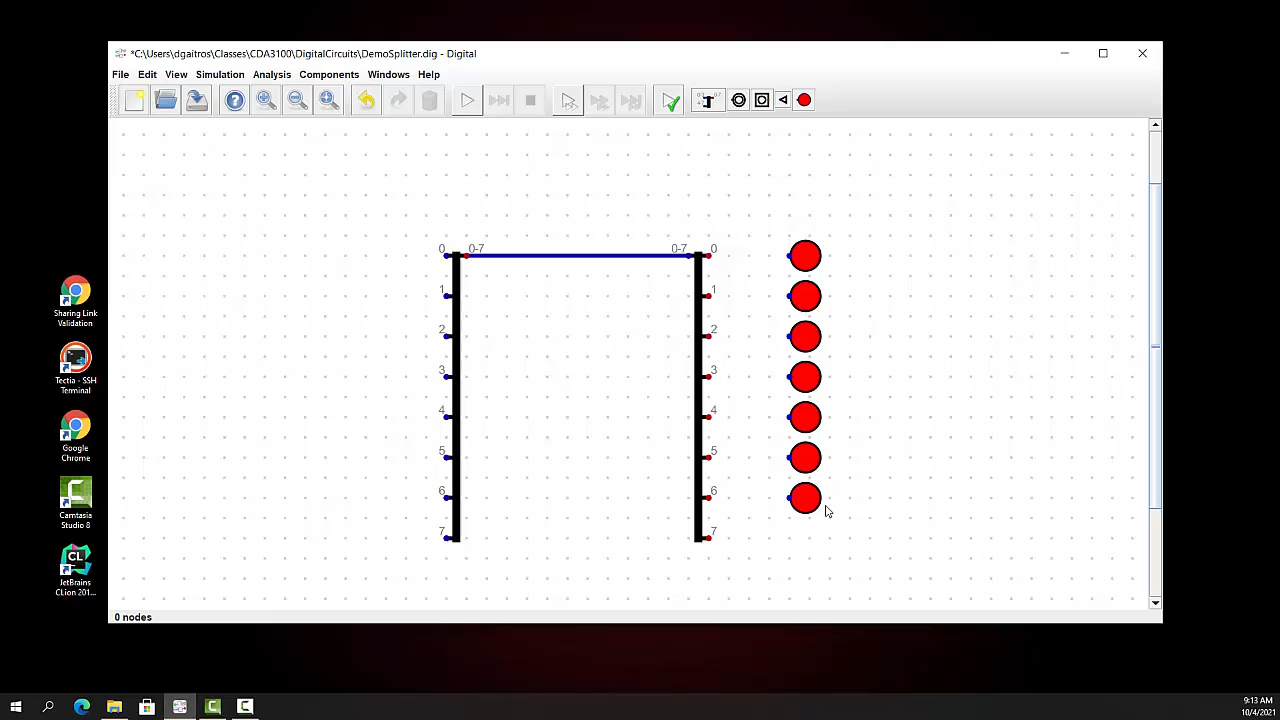 *C:\Users\dgaitros\Classes\CDA3100\DigitalCircuits\DemoSplitter.dig - Digital
File Edit View Simulation Analysis Components Windows Help
0 0-7 0-7 0
1 1
2 2
3 3
4 4
5 5
6 6
7 7
0 nodes
Sharing Link
Validation
Tectia - SSH
Terminal
Google
Chrome
Camtasia
Studio 8
CL
JetBrains
CLion 201...
9:13 AM
10/4/2021